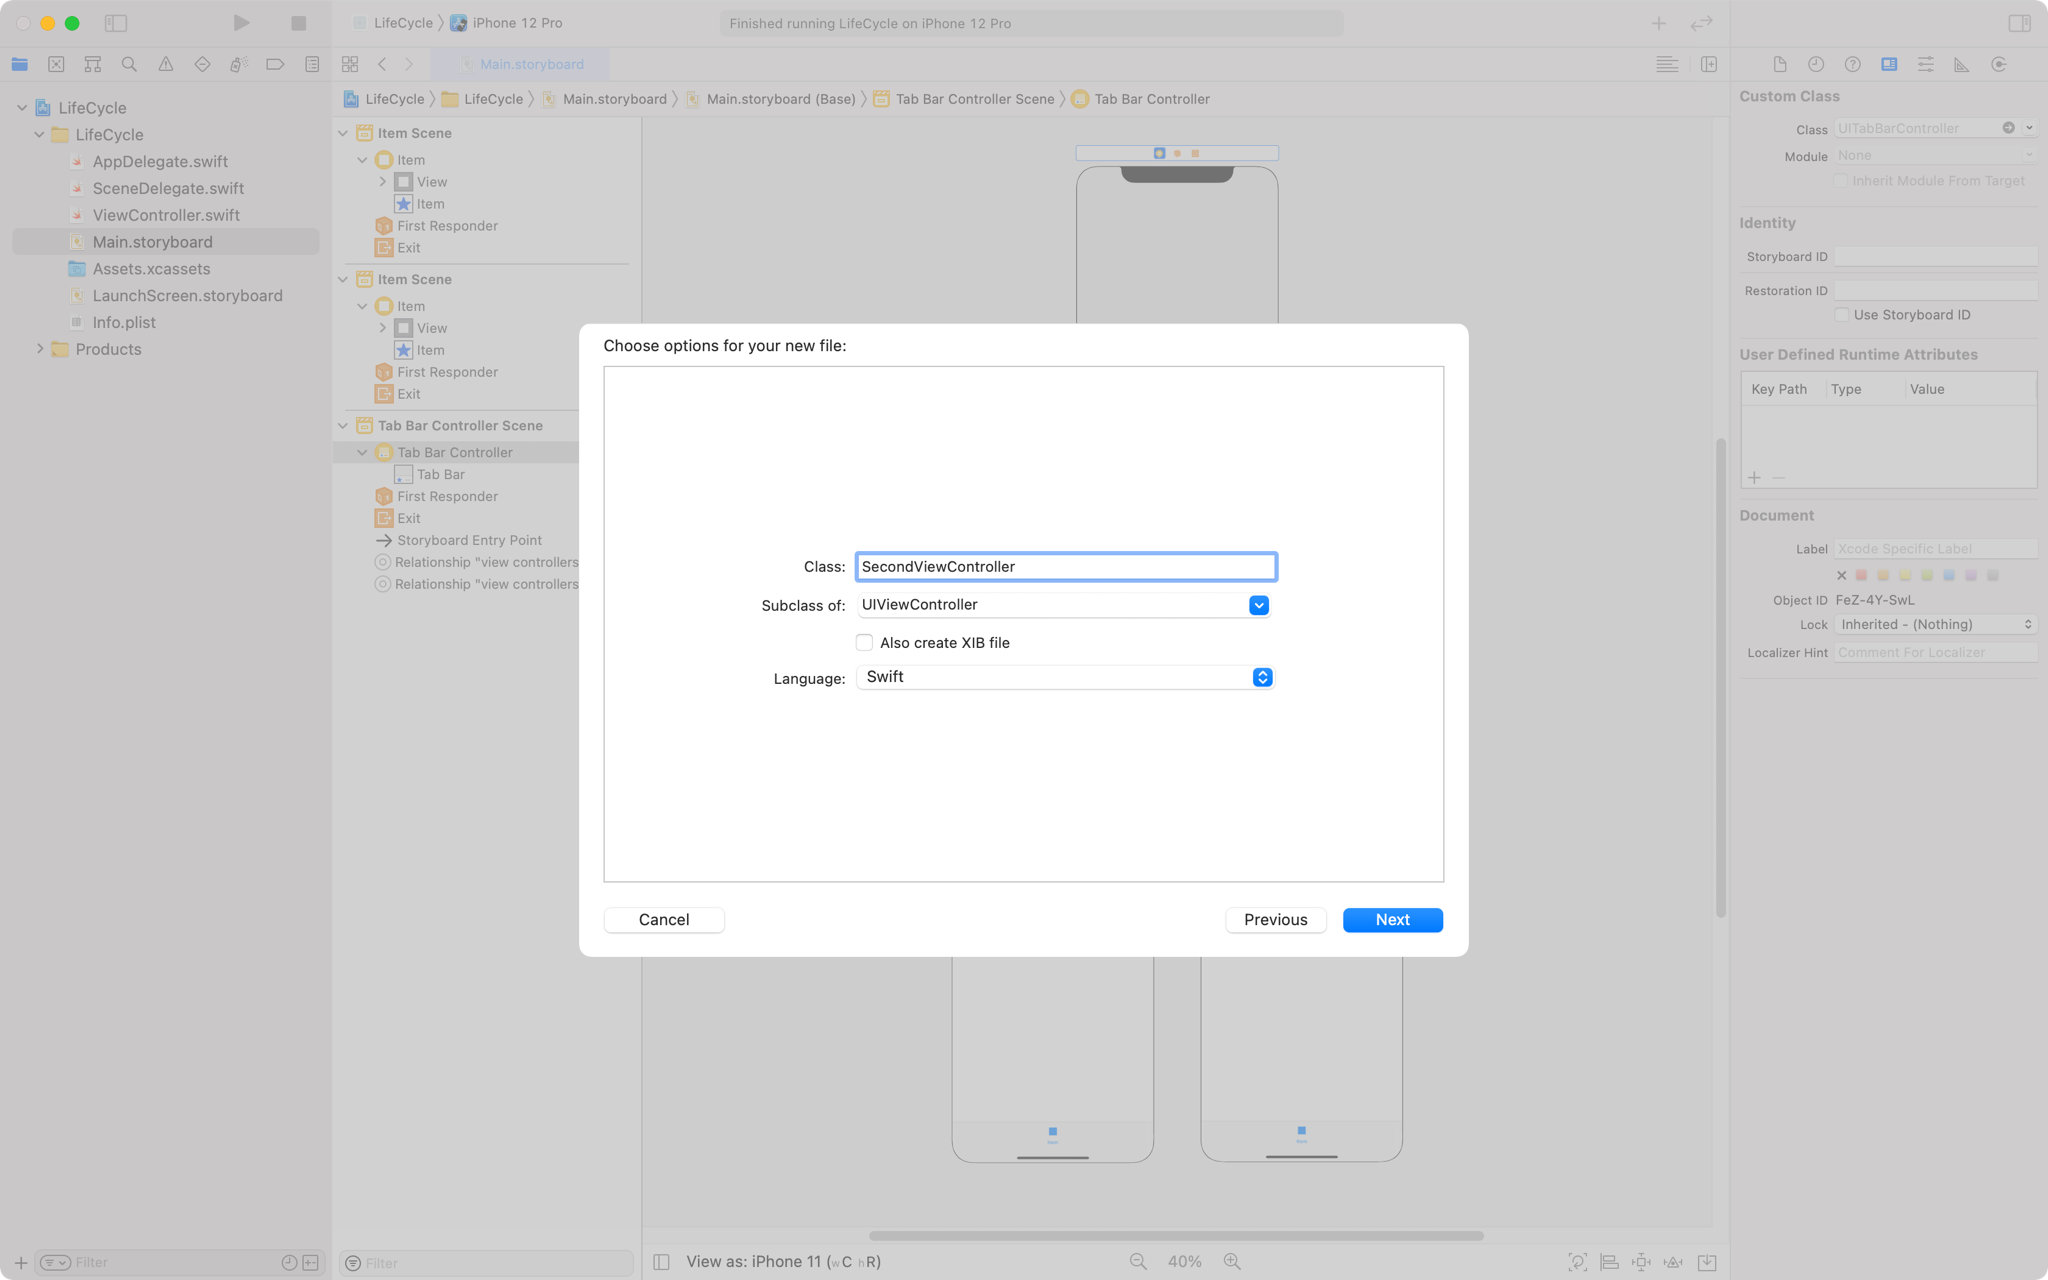 LifeCycle
iPhone 12 Pro
Finished running LifeCycle on iPhone 12 Pro
Main.storyboard
LifeCycle
LifeCycle
Main.storyboard
Main.storyboard (Base)
Tab Bar Controller Scene
Tab Bar Controller
LifeCycle
LifeCycle
AppDelegate.swift
SceneDelegate.swift
ViewController.swift
Main.storyboard
Assets.xcassets
LaunchScreen.storyboard
Info.plist
Products
Filter
Item Scene
Item
View
Item
First Responder
Exit
Item Scene
Item
View
Item
First Responder
Exit
Tab Bar Controller Scene
Tab Bar Controller
Tab Bar
First Responder
Exit
Storyboard Entry Point
Relationship "view controllers
Relationship "view controllers
Filter
Choose options for your new file:
Class: SecondViewController
Subclass of: UIViewController
Also create XIB file
Language: Swift
Cancel
Previous
Next
View as: iPhone 11 (wC hR)
40%
Custom Class
Class UITabBarController
Module None
Inherit Module From Target
Identity
Storyboard ID
Restoration ID
Use Storyboard ID
User Defined Runtime Attributes
Key Path Type Value
Document
Label Xcode Specific Label
Object ID FeZ-4Y-SwL
Lock Inherited - (Nothing)
Localizer Hint Comment For Localizer